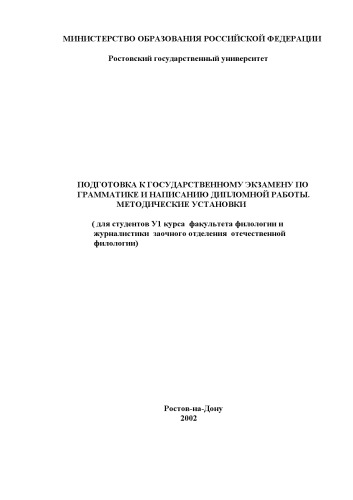 МИНИСТЕРСТВО ОБРАЗОВАНИЯ РОССИЙСКОЙ ФЕДЕРАЦИИ
Ростовский государственный университет
ПОДГОТОВКА К ГОСУДАРСТВЕННОМУ ЭКЗАМЕНУ ПО
ГРАММАТИКЕ И НАПИСАНИЮ ДИПЛОМНОЙ РАБОТЫ.
МЕТОДИЧЕСКИЕ УСТАНОВКИ
( для студентов У1 курса факультета филологии и
журналистики заочного отделения отечественной
филологии)
Ростов-на-Дону
2002